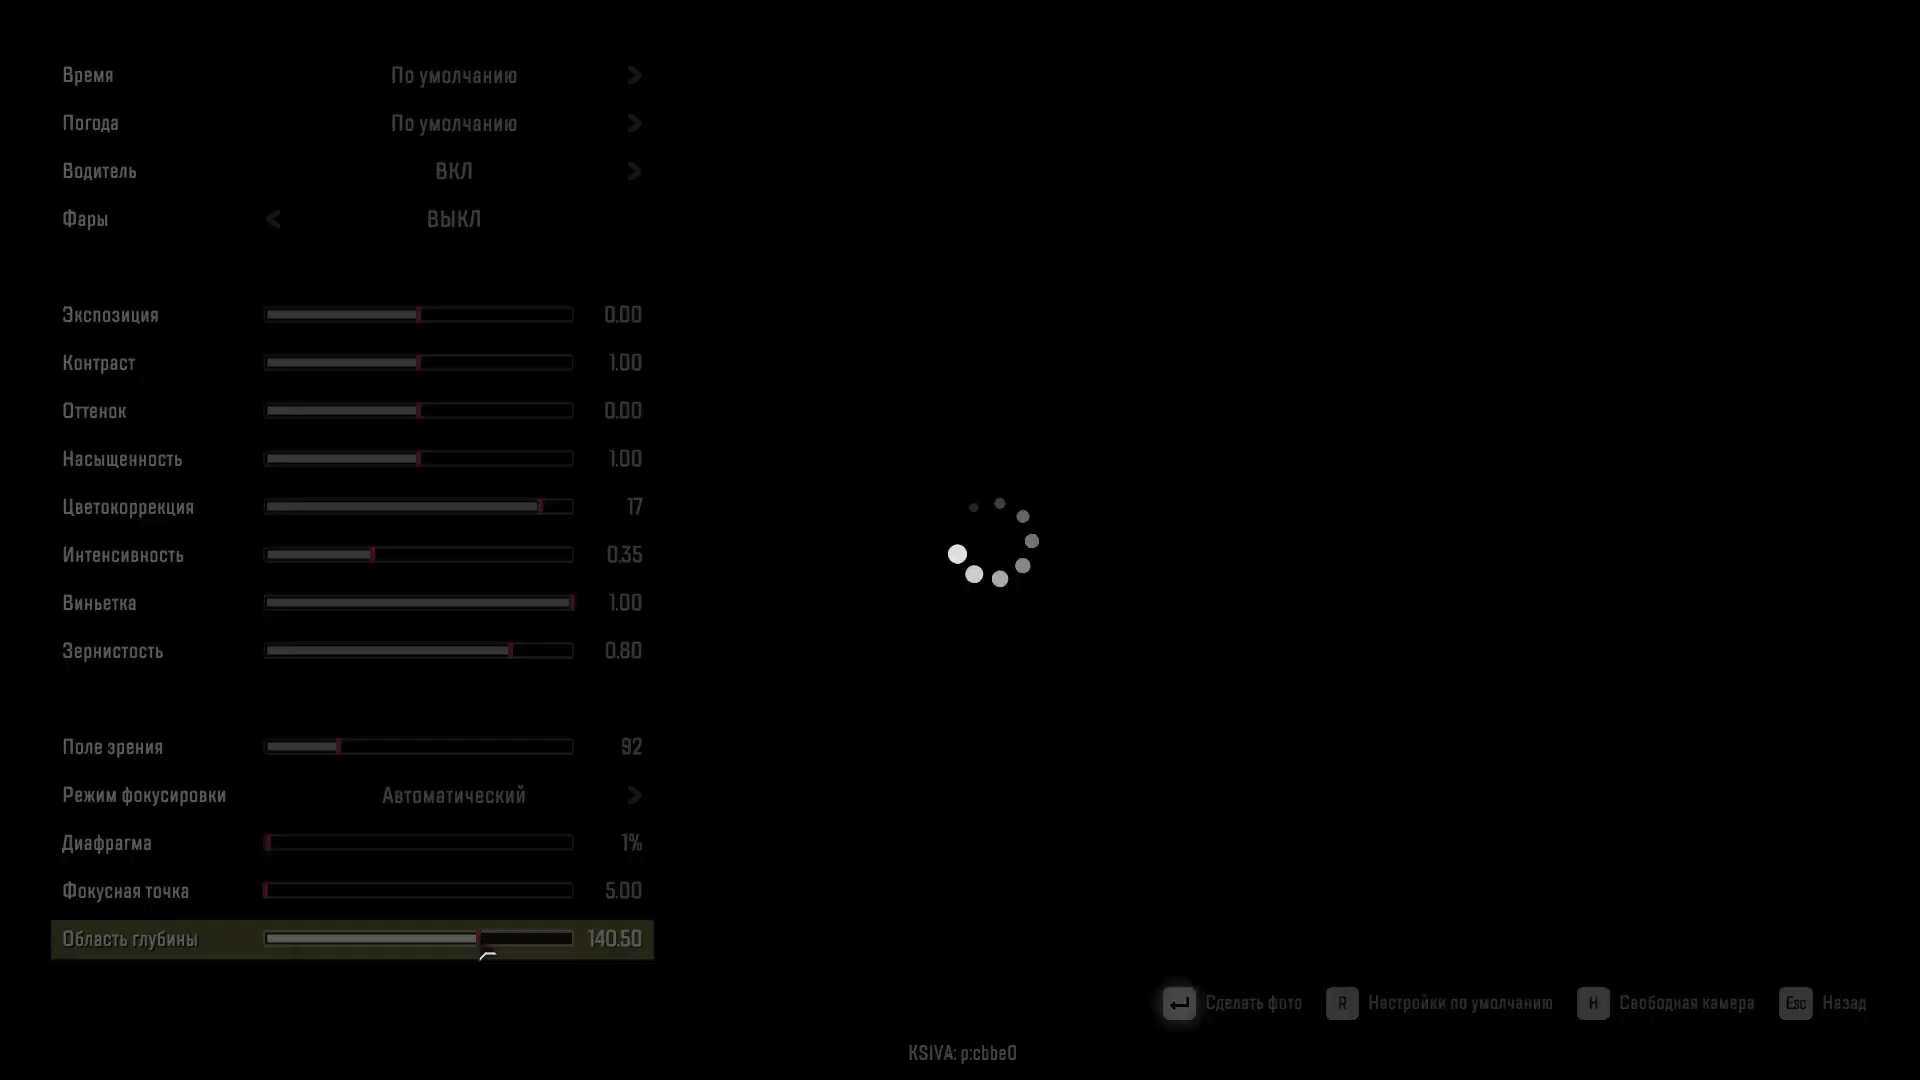 Время По умолчанию
Погода По умолчанию
Водитель ВКЛ
Фары ВЫКЛ
Экспозиция 0.00
Контраст 1.00
Оттенок 0.00
Насыщенность 1.00
Цветокоррекция 17
Интенсивность 0.35
Виньетка 1.00
Зернистость 0.80
Поле зрения 92
Режим фокусировки Автоматический
Диафрагма 1%
Фокусная точка 5.00
Область глубины 140.50
Сделать фото R Настройки по умолчанию H Свободная камера Esc Назад
KSIVA: p:cbbe0